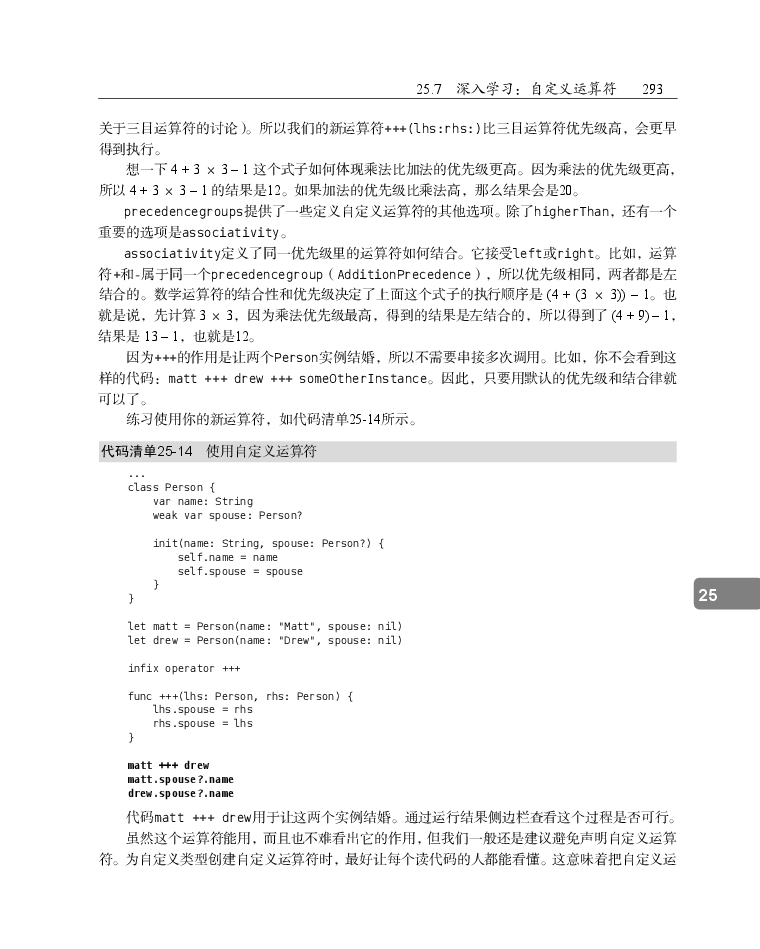 25.7 深入学习：自定义运算符 293
关于三目运算符的讨论）。所以我们的新运算符+++(lhs:rhs:)比三目运算符优先级高，会更早
得到执行。
想一下 4 + 3 × 3 – 1 这个式子如何体现乘法比加法的优先级更高。因为乘法的优先级更高，
所以 4 + 3 × 3 – 1 的结果是12。如果加法的优先级比乘法高，那么结果会是20。
precedencegroups提供了一些定义自定义运算符的其他选项。除了higherThan，还有一个
重要的选项是associativity。
associativity定义了同一优先级里的运算符如何结合。它接受left或right。比如，运算
符+和-属于同一个precedencegroup（AdditionPrecedence），所以优先级相同，两者都是左
结合的。数学运算符的结合性和优先级决定了上面这个式子的执行顺序是 (4 + (3 × 3)) – 1。也
就是说，先计算 3 × 3，因为乘法优先级最高，得到的结果是左结合的，所以得到了 (4 + 9) – 1，
结果是 13 – 1，也就是12。
因为+++的作用是让两个Person实例结婚，所以不需要串接多次调用。比如，你不会看到这
样的代码：matt +++ drew +++ someOtherInstance。因此，只要用默认的优先级和结合律就
可以了。
练习使用你的新运算符，如代码清单25-14所示。
代码清单25-14 使用自定义运算符
...
class Person {
    var name: String
    weak var spouse: Person?
    init(name: String, spouse: Person?) {
        self.name = name
        self.spouse = spouse
    }
}
let matt = Person(name: "Matt", spouse: nil)
let drew = Person(name: "Drew", spouse: nil)
infix operator +++
func +++(lhs: Person, rhs: Person) {
    lhs.spouse = rhs
    rhs.spouse = lhs
}
matt +++ drew
matt.spouse?.name
drew.spouse?.name
25
代码matt +++ drew用于让这两个实例结婚。通过运行结果侧边栏查看这个过程是否可行。
虽然这个运算符能用，而且也不难看出它的作用，但我们一般还是建议避免声明自定义运算
符。为自定义类型创建自定义运算符时，最好让每个读代码的人都能看懂。这意味着把自定义运